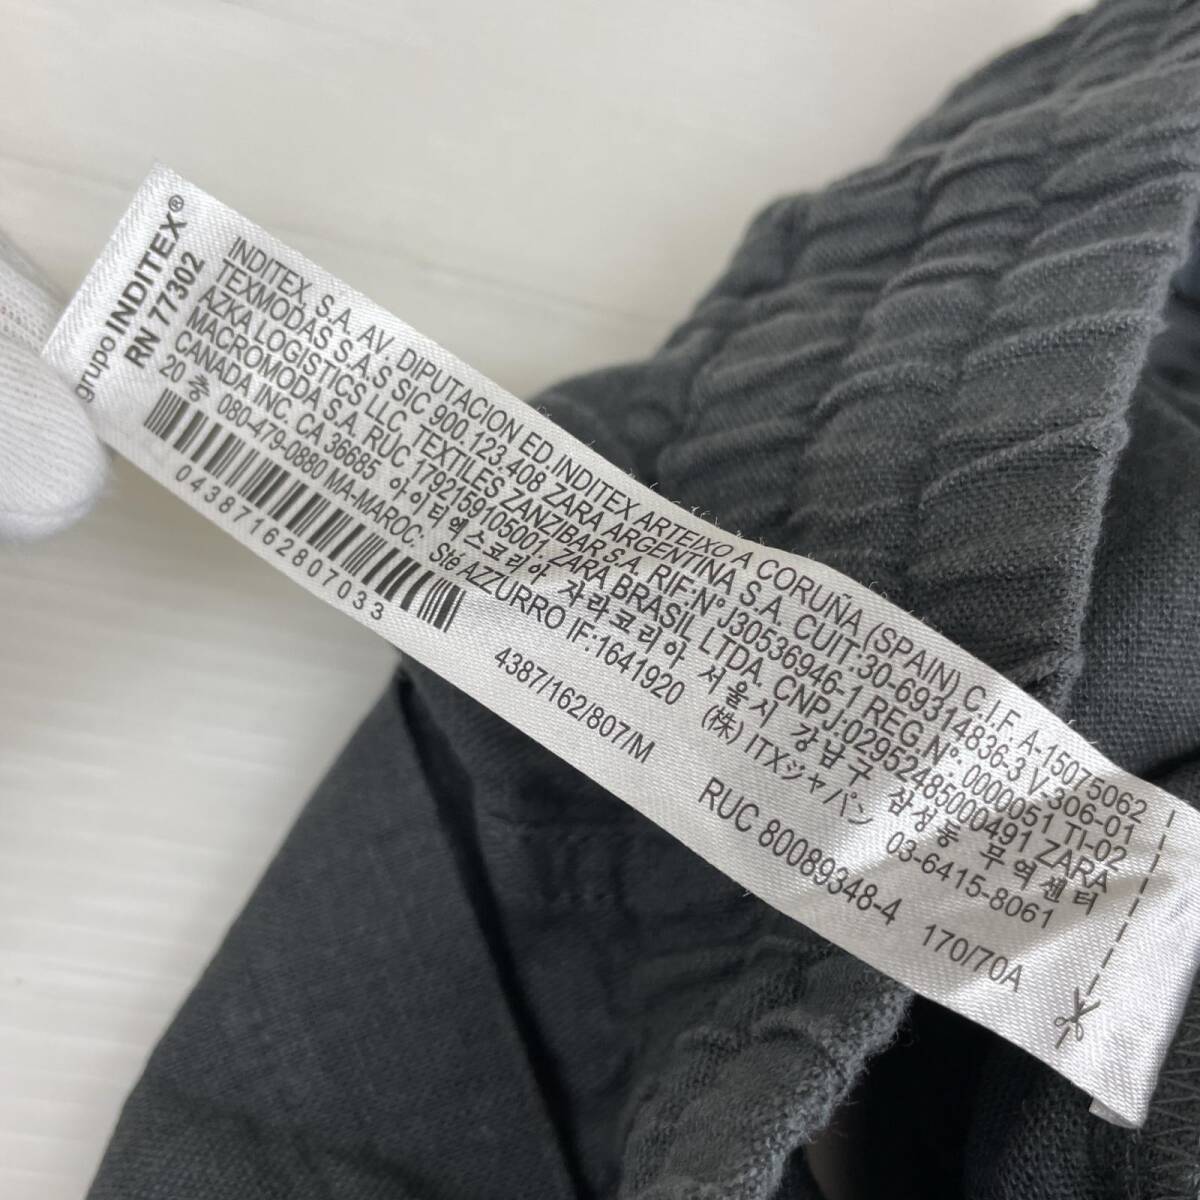 grupo INDITEX®
RN 77302
INDITEX, S.A. AV. DIPUTACION ED.INDITEX ARTEIXO A CORUÑA (SPAIN) C.I.F. A-15075062
TEXMODAS S.A.S SIC 900.123.408 ZARA ARGENTINA S.A. CUIT:30-69314836-3 V 306-01
AZKA LOGISTICS LLC, TEXTILES ZANZIBAR S.A. RIF:N° J30536946-1 REG.N°: 0000051 TI-02
MACROMODA S.A. RUC 1792159105001, ZARA BRASIL LTDA. CNPJ:02952485000491 ZARA
CANADA INC. CA 36685 아이티엑스코리아 자라코리아 서울시 강남구 삼성동 무역센터
20 층 080-479-0880 MA-MAROC: Sté AZZURRO IF:1641920 (株) ITXジャパン 03-6415-8061
04387162807033
4387/162/807/M
RUC 80089348-4
170/70A